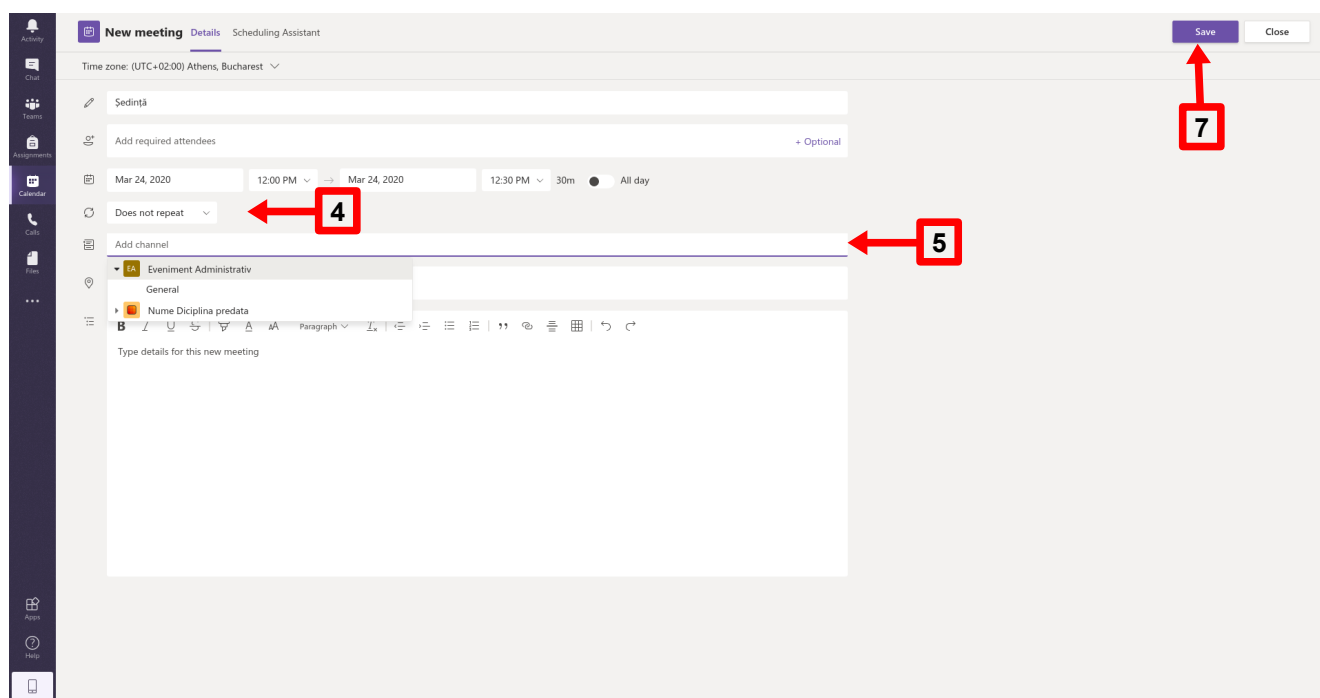 Activity
Chat
Teams
Assignments
Calendar
Calls
Files
Apps
Help
New meeting Details Scheduling Assistant
Save Close
Time zone: (UTC+02:00) Athens, Bucharest
7
Ședință
Add required attendees + Optional
Mar 24, 2020 12:00 PM → Mar 24, 2020 12:30 PM 30m All day
Does not repeat
4
Add channel
5
EA Eveniment Administrativ
General
Nume Diciplina predata
B I U S A AA Paragraph
Type details for this new meeting